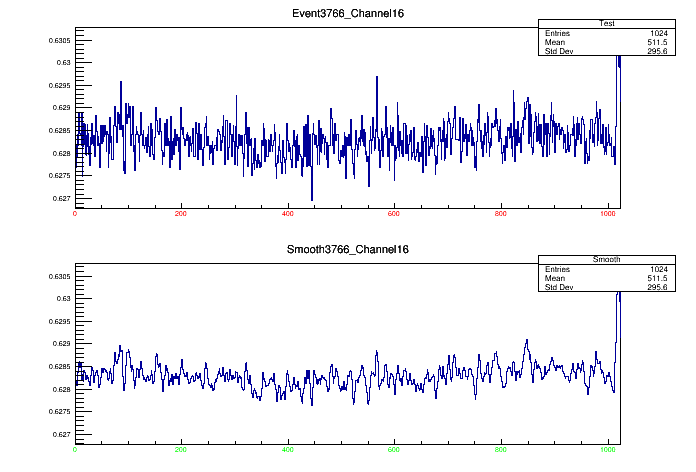 Event3766_Channel16
Test
Entries 1024
Mean 511.5
Std Dev 295.6
0.6305
0.63
0.6295
0.629
0.6285
0.628
0.6275
0.627
0 200 400 600 800 1000
Smooth3766_Channel16
Smooth
Entries 1024
Mean 511.5
Std Dev 295.6
0.6305
0.63
0.6295
0.629
0.6285
0.628
0.6275
0.627
0 200 400 600 800 1000